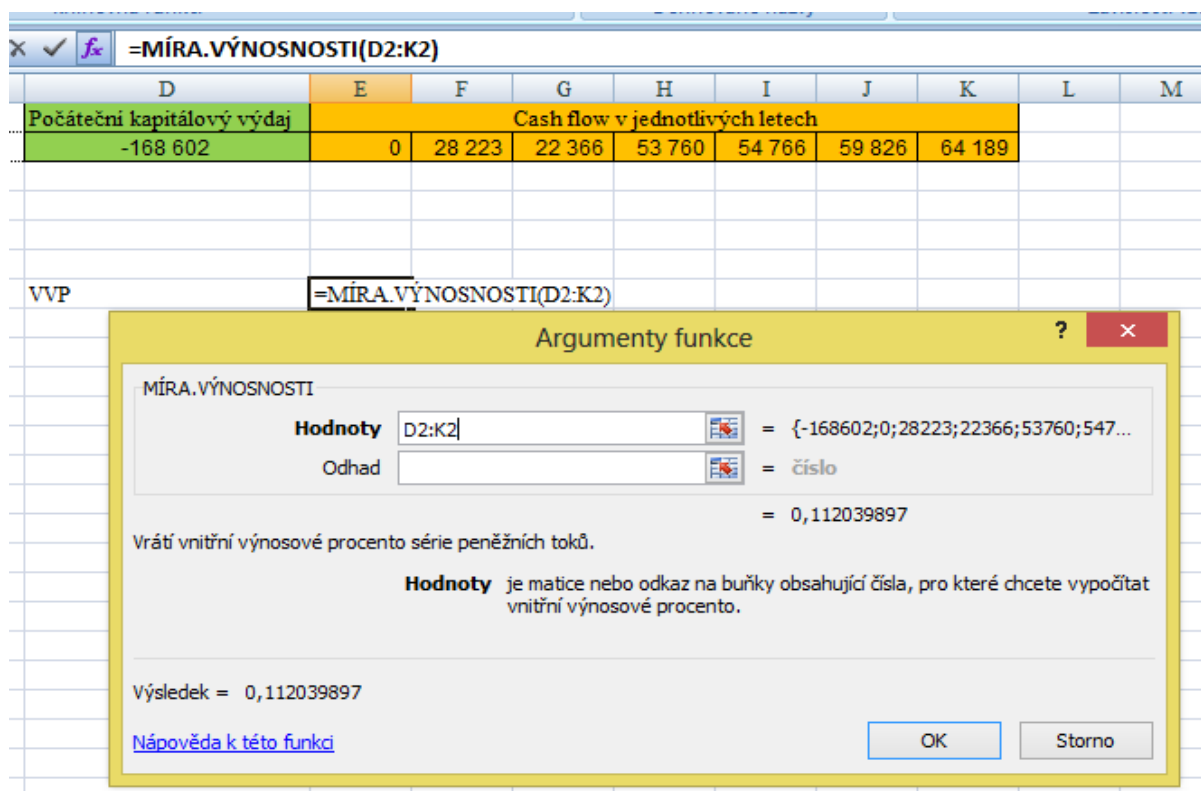 =MÍRA.VÝNOSNOSTI(D2:K2)
D E F G H I J K L M
Počáteční kapitálový výdaj Cash flow v jednotlivých letech
-168 602 0 28 223 22 366 53 760 54 766 59 826 64 189
VVP =MÍRA.VÝNOSNOSTI(D2:K2)
Argumenty funkce ? ×
MÍRA.VÝNOSNOSTI
Hodnoty D2:K2 = {-168602;0;28223;22366;53760;547...
Odhad = číslo
= 0,112039897
Vrátí vnitřní výnosové procento série peněžních toků.
Hodnoty je matice nebo odkaz na buňky obsahující čísla, pro které chcete vypočítat
vnitřní výnosové procento.
Výsledek = 0,112039897
Nápověda k této funkci OK Storno